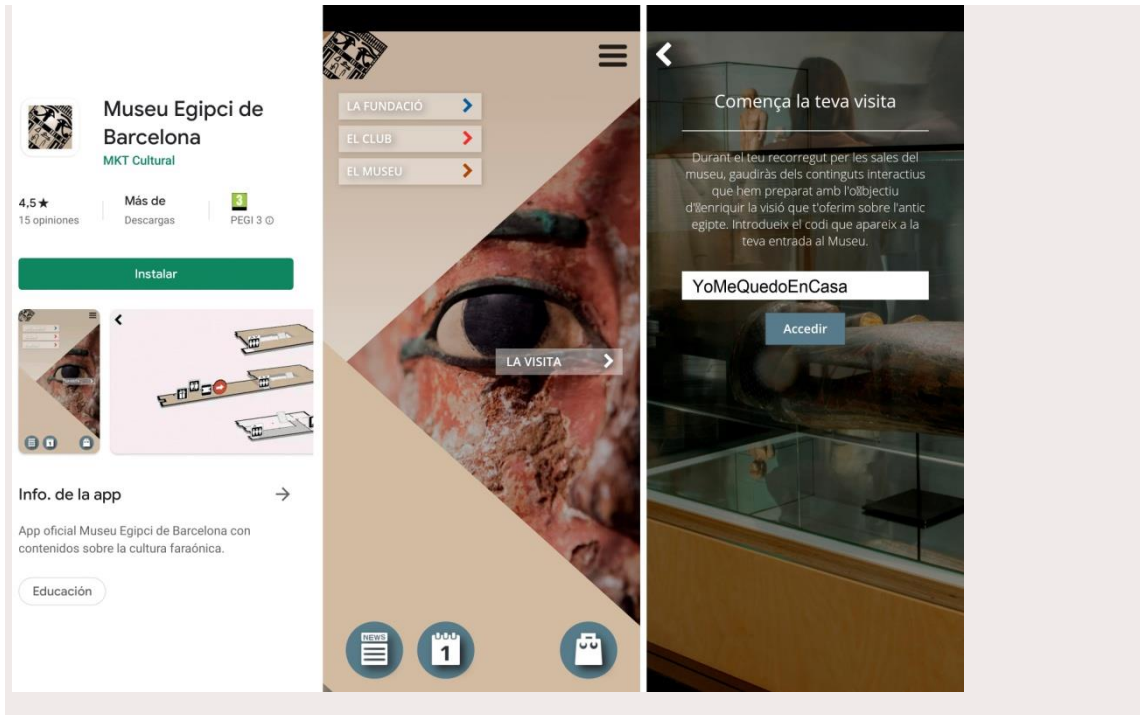 Museu Egipci de
Barcelona
MKT Cultural
4,5★
15 opiniones
Más de
Descargas
3
PEGI 3
Instalar
Info. de la app
App oficial Museu Egipci de Barcelona con
contenidos sobre la cultura faraónica.
Educación
LA FUNDACIÓ
EL CLUB
EL MUSEU
LA VISITA
NEWS
1
Comença la teva visita
Durant el teu recorregut per les sales del
museu, gaudiràs dels continguts interactius
que hem preparat amb l'o☒bjectiu
d'☒enriquir la visió que t'oferim sobre l'antic
egipte. Introdueix el codi que apareix a la
teva entrada al Museu.
YoMeQuedoEnCasa
Accedir